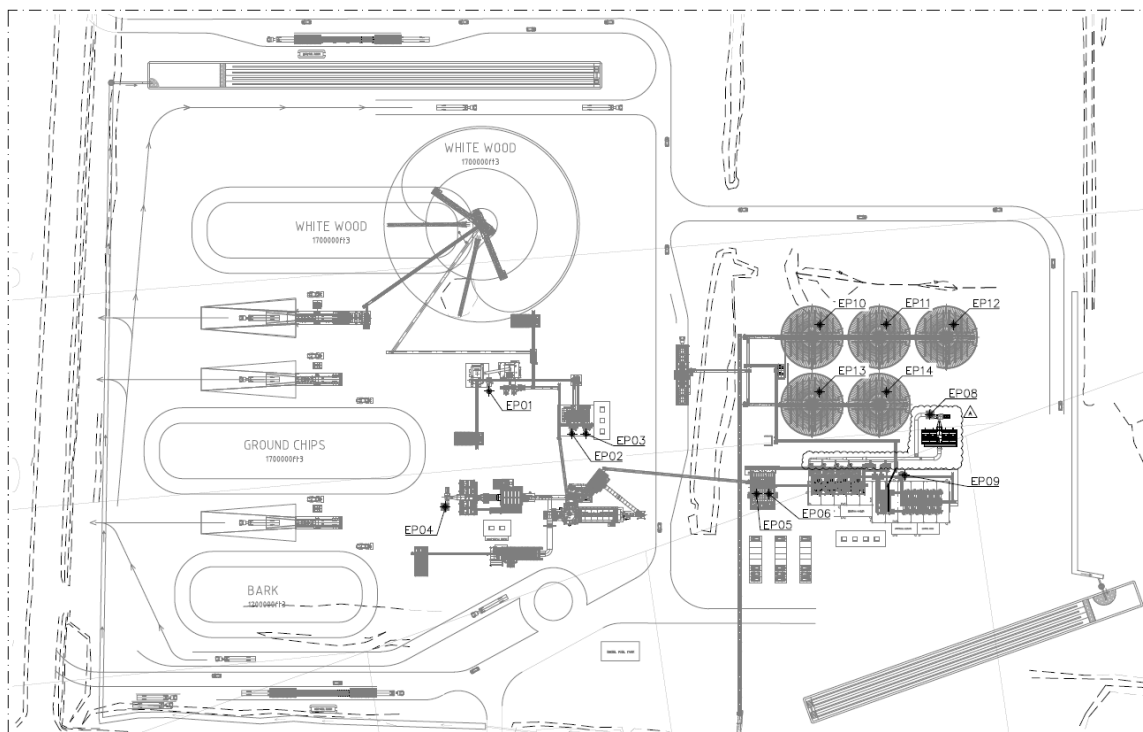 WHITE WOOD
1700000ft3
WHITE WOOD
1700000ft3
EP10
EP11
EP12
EP13
EP14
EP08
A
EP01
EP03
EP02
GROUND CHIPS
1700000ft3
EP09
EP04
EP06
EP05
BARK
1200000ft3